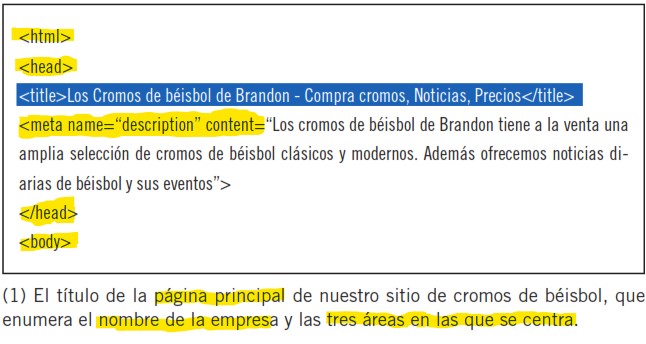 <html>
<head>
<title>Los Cromos de béisbol de Brandon - Compra cromos, Noticias, Precios</title>
<meta name=“description” content=“Los cromos de béisbol de Brandon tiene a la venta una
amplia selección de cromos de béisbol clásicos y modernos. Además ofrecemos noticias di-
arias de béisbol y sus eventos”>
</head>
<body>
(1) El título de la página principal de nuestro sitio de cromos de béisbol, que
enumera el nombre de la empresa y las tres áreas en las que se centra.